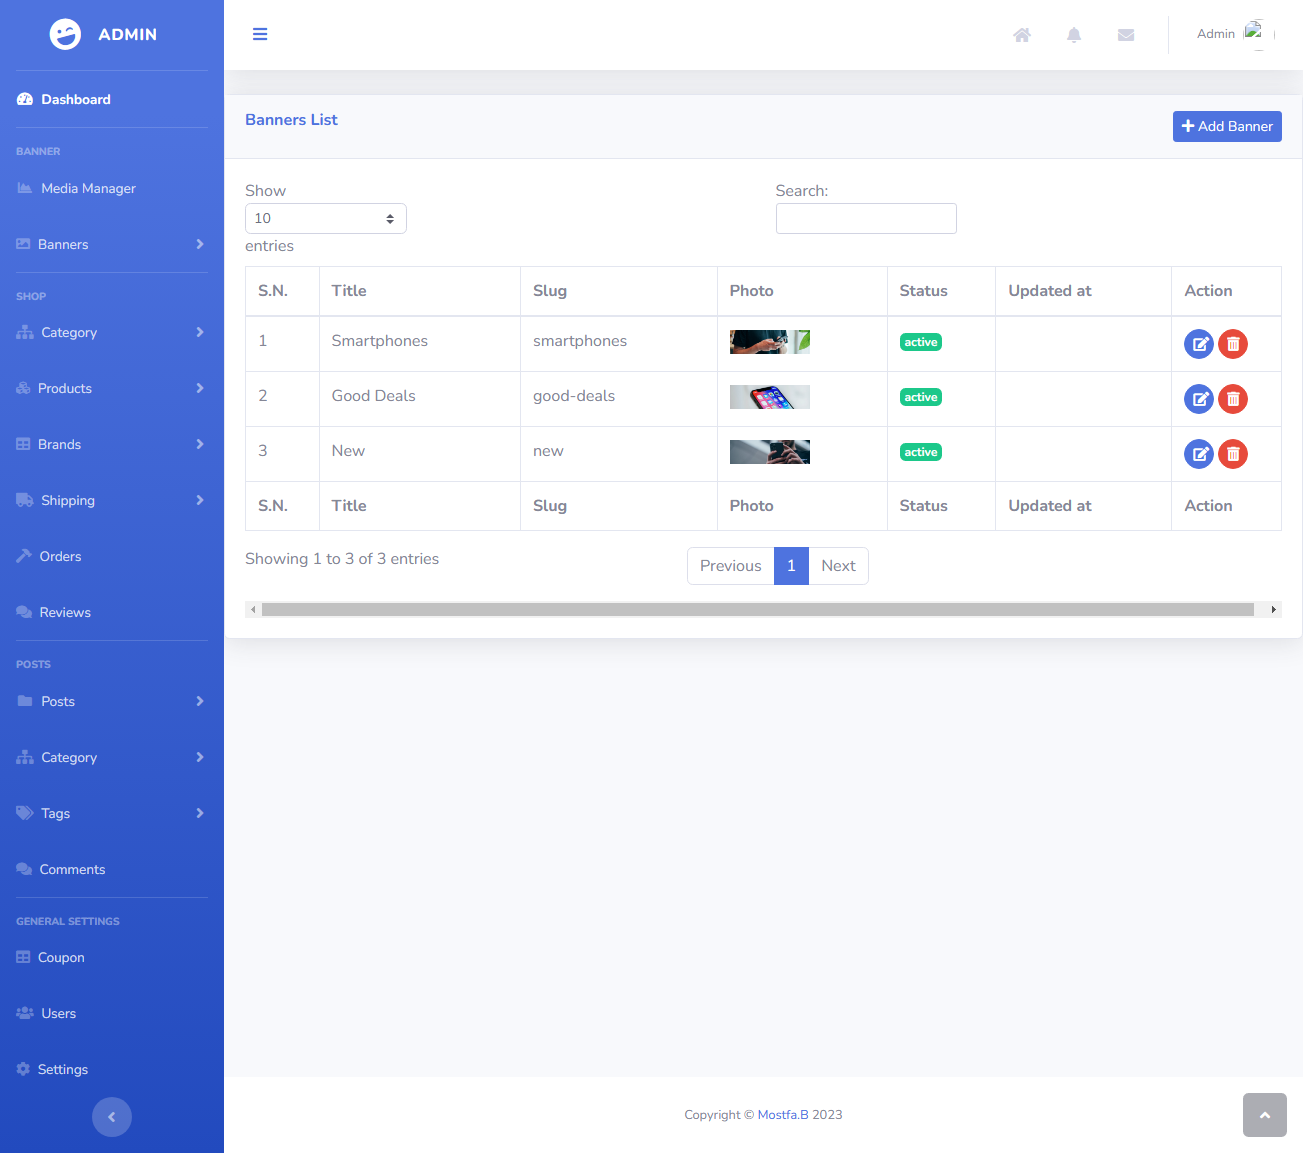 ADMIN
Dashboard
BANNER
Media Manager
Banners
SHOP
Category
Products
Brands
Shipping
Orders
Reviews
POSTS
Posts
Category
Tags
Comments
GENERAL SETTINGS
Coupon
Users
Settings
Admin
Banners List
Add Banner
Show
10
entries
Search:
S.N. Title Slug Photo Status Updated at Action
1 Smartphones smartphones active
2 Good Deals good-deals active
3 New new active
S.N. Title Slug Photo Status Updated at Action
Showing 1 to 3 of 3 entries
Previous 1 Next
Copyright © Mostfa.B 2023